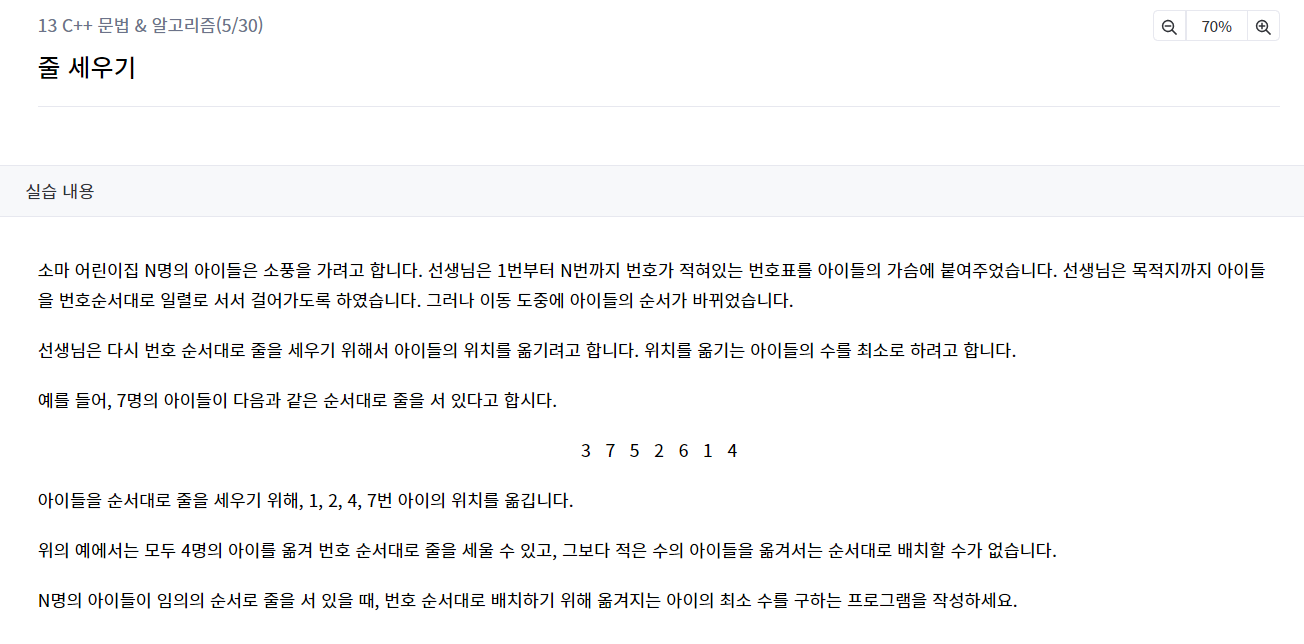 13 C++ 문법 & 알고리즘(5/30)
70%
줄 세우기
실습 내용
소마 어린이집 N명의 아이들은 소풍을 가려고 합니다. 선생님은 1번부터 N번까지 번호가 적혀있는 번호표를 아이들의 가슴에 붙여주었습니다. 선생님은 목적지까지 아이들
을 번호순서대로 일렬로 서서 걸어가도록 하였습니다. 그러나 이동 도중에 아이들의 순서가 바뀌었습니다.
선생님은 다시 번호 순서대로 줄을 세우기 위해서 아이들의 위치를 옮기려고 합니다. 위치를 옮기는 아이들의 수를 최소로 하려고 합니다.
예를 들어, 7명의 아이들이 다음과 같은 순서대로 줄을 서 있다고 합시다.
3 7 5 2 6 1 4
아이들을 순서대로 줄을 세우기 위해, 1, 2, 4, 7번 아이의 위치를 옮깁니다.
위의 예에서는 모두 4명의 아이를 옮겨 번호 순서대로 줄을 세울 수 있고, 그보다 적은 수의 아이들을 옮겨서는 순서대로 배치할 수가 없습니다.
N명의 아이들이 임의의 순서로 줄을 서 있을 때, 번호 순서대로 배치하기 위해 옮겨지는 아이의 최소 수를 구하는 프로그램을 작성하세요.